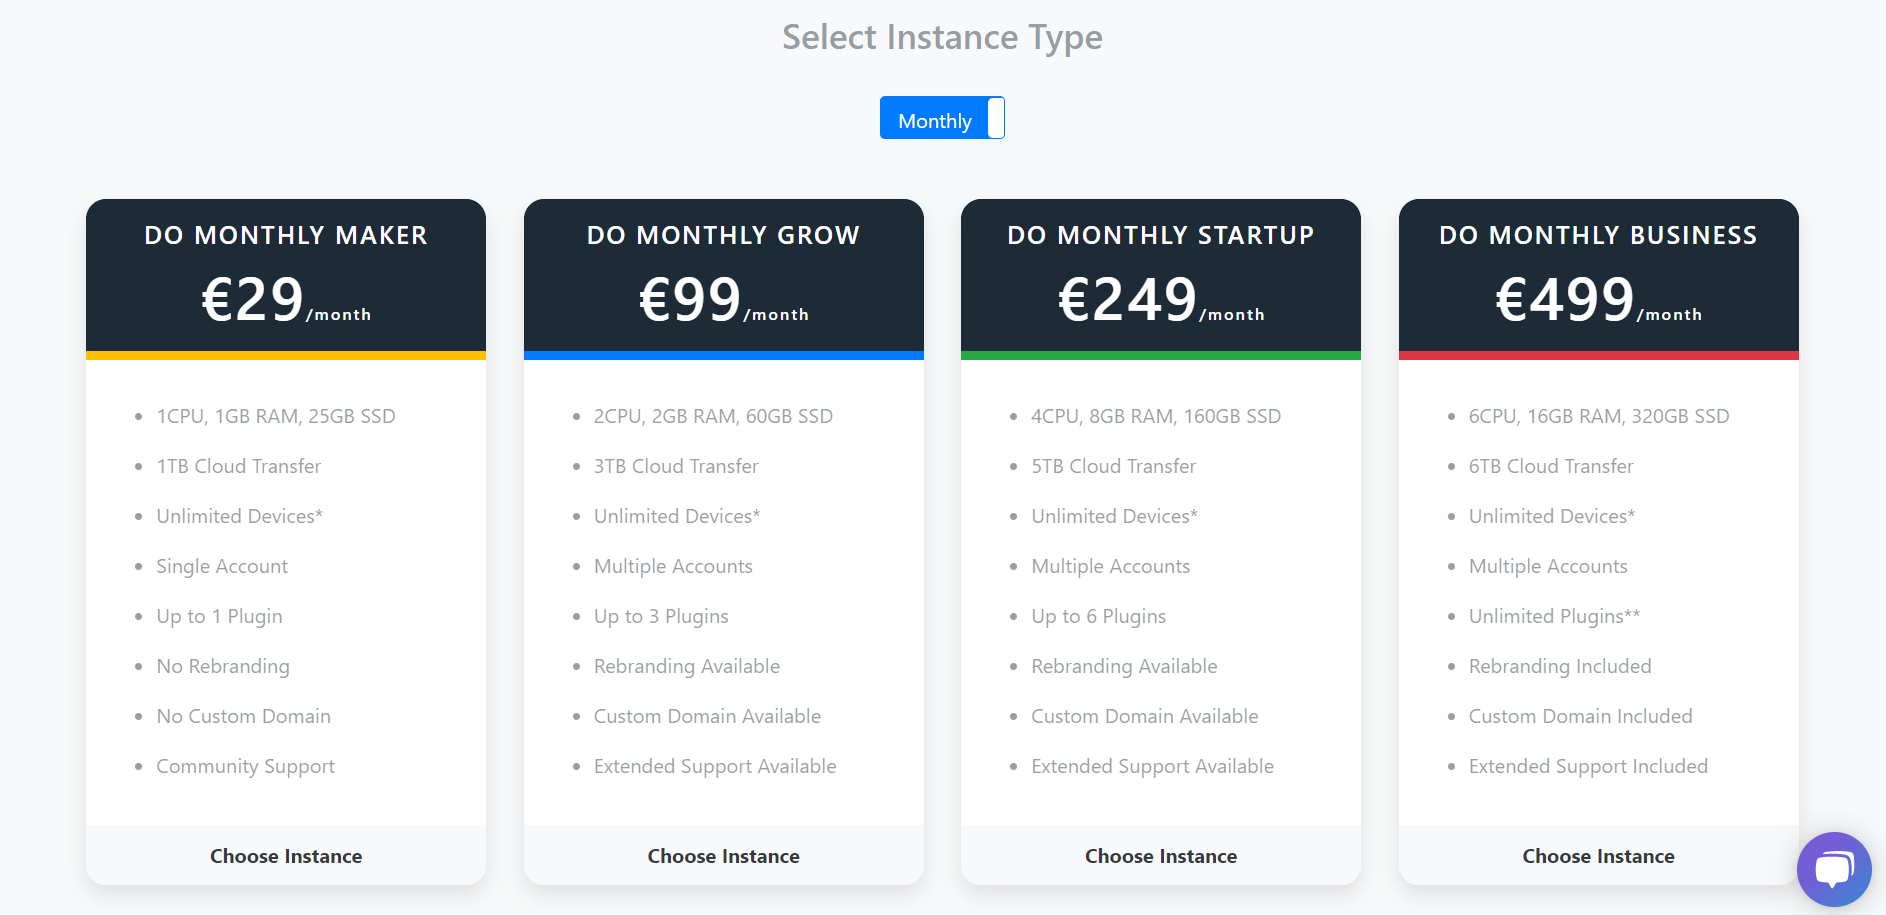 Select Instance Type
Monthly
DO MONTHLY MAKER
€29/month
1CPU, 1GB RAM, 25GB SSD
1TB Cloud Transfer
Unlimited Devices*
Single Account
Up to 1 Plugin
No Rebranding
No Custom Domain
Community Support
Choose Instance
DO MONTHLY GROW
€99/month
2CPU, 2GB RAM, 60GB SSD
3TB Cloud Transfer
Unlimited Devices*
Multiple Accounts
Up to 3 Plugins
Rebranding Available
Custom Domain Available
Extended Support Available
Choose Instance
DO MONTHLY STARTUP
€249/month
4CPU, 8GB RAM, 160GB SSD
5TB Cloud Transfer
Unlimited Devices*
Multiple Accounts
Up to 6 Plugins
Rebranding Available
Custom Domain Available
Extended Support Available
Choose Instance
DO MONTHLY BUSINESS
€499/month
6CPU, 16GB RAM, 320GB SSD
6TB Cloud Transfer
Unlimited Devices*
Multiple Accounts
Unlimited Plugins**
Rebranding Included
Custom Domain Included
Extended Support Included
Choose Instance